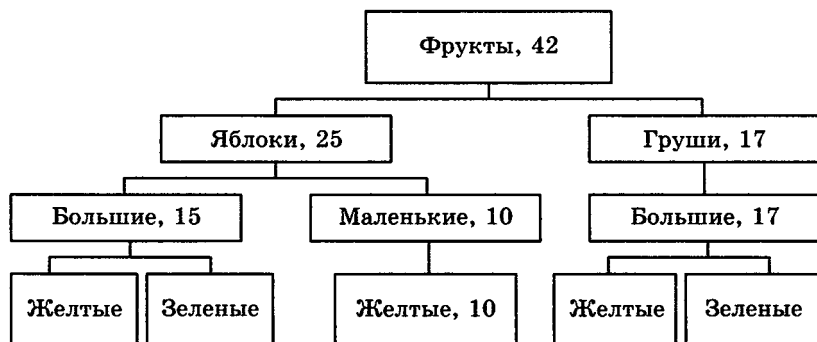 Фрукты, 42
Яблоки, 25
Груши, 17
Большие, 15
Маленькие, 10
Большие, 17
Желтые
Зеленые
Желтые, 10
Желтые
Зеленые